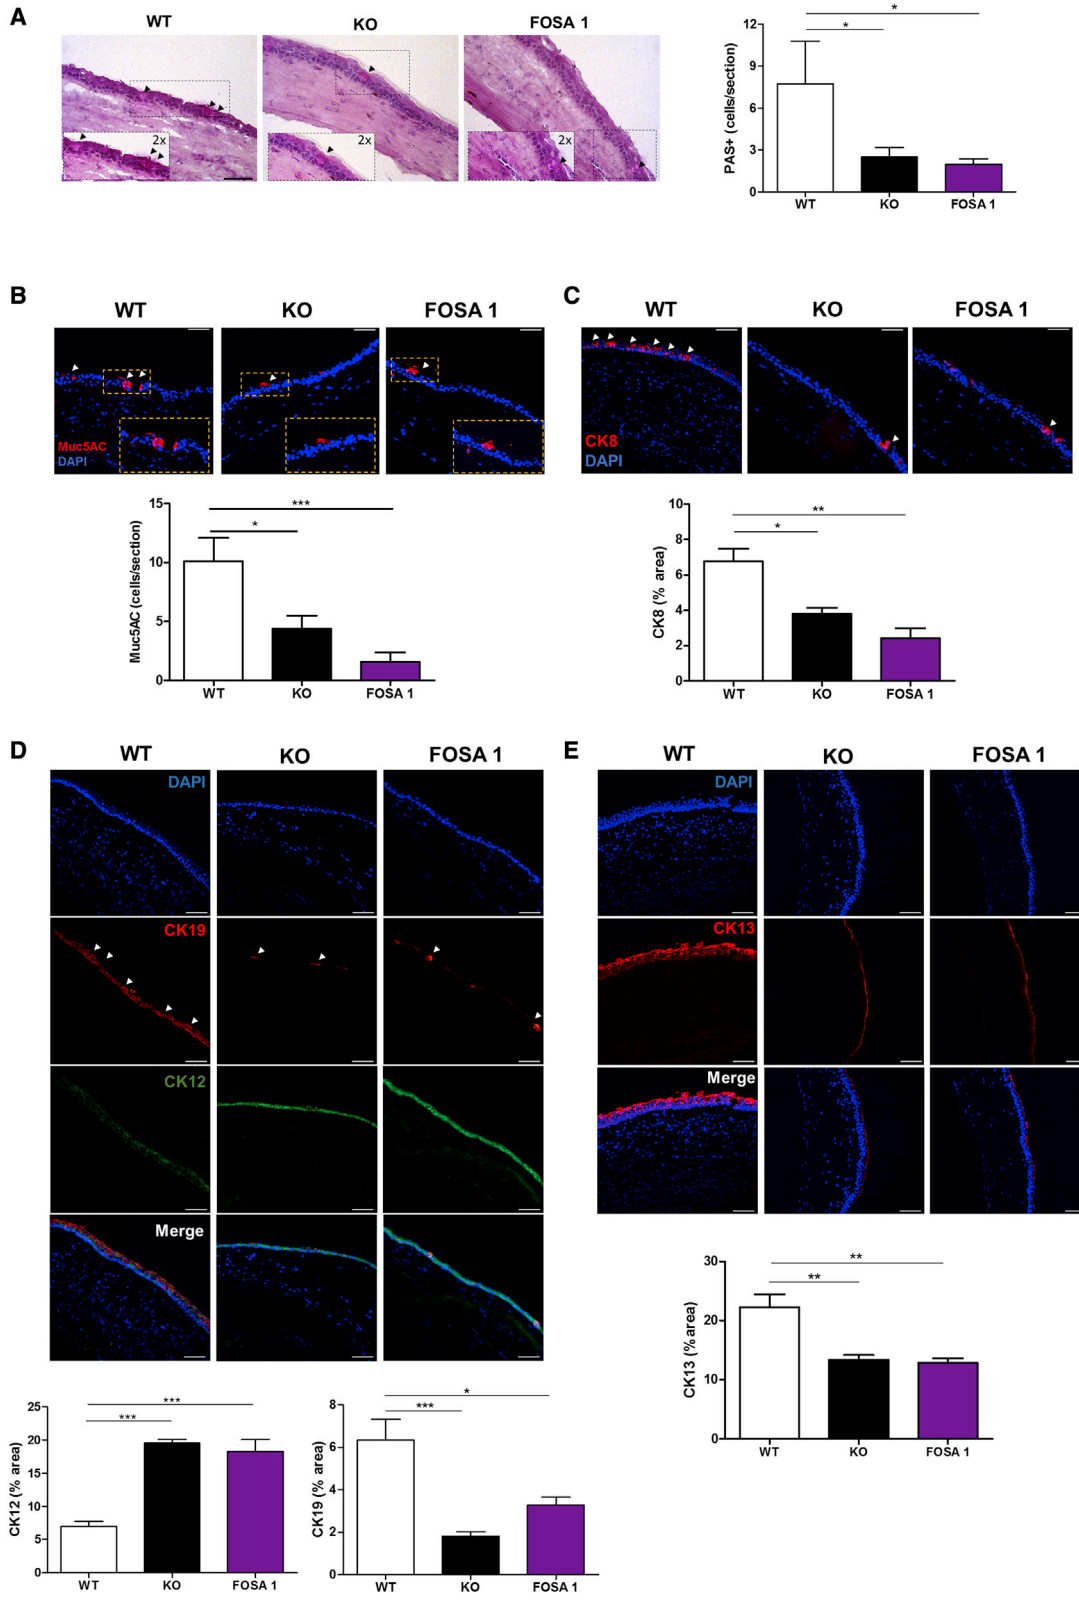 A
WT
KO
FOSA 1
2x
2x
2x
PAS+ (cells/section)
12
9
6
3
0
*
*
WT
KO
FOSA 1
B
WT
KO
FOSA 1
Muc5AC
DAPI
Muc5AC (cells/section)
15
10
5
0
***
*
WT
KO
FOSA 1
C
WT
KO
FOSA 1
CK8
DAPI
CK8 (% area)
10
8
6
4
2
0
**
*
WT
KO
FOSA 1
D
WT
KO
FOSA 1
DAPI
CK19
CK12
Merge
CK12 (% area)
25
20
15
10
5
0
***
***
WT
KO
FOSA 1
CK19 (% area)
8
6
4
2
0
*
***
WT
KO
FOSA 1
E
WT
KO
FOSA 1
DAPI
CK13
Merge
CK13 (%area)
30
20
10
0
**
**
WT
KO
FOSA 1